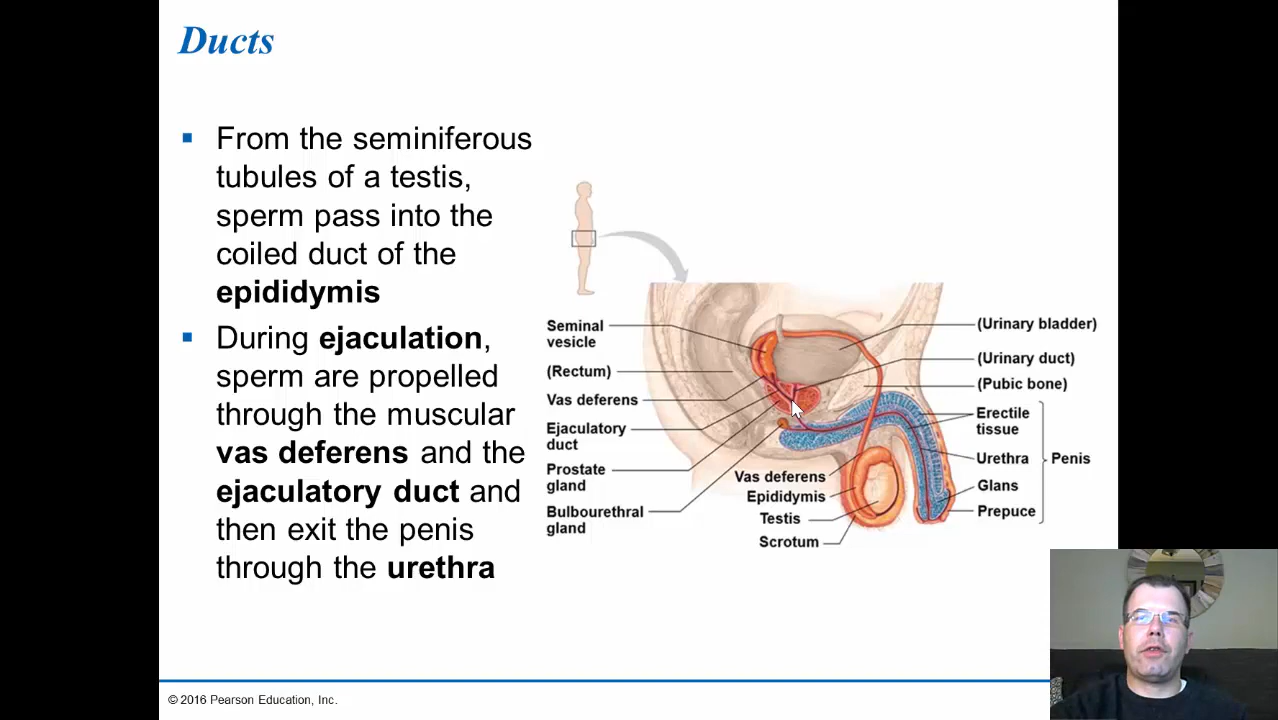 Ducts
▪ From the seminiferous
tubules of a testis,
sperm pass into the
coiled duct of the
epididymis
▪ During ejaculation,
sperm are propelled
through the muscular
vas deferens and the
ejaculatory duct and
then exit the penis
through the urethra
Seminal
vesicle
(Rectum)
Vas deferens
Ejaculatory
duct
Prostate
gland
Bulbourethral
gland
Vas deferens
Epididymis
Testis
Scrotum
(Urinary bladder)
(Urinary duct)
(Pubic bone)
Erectile
tissue
Urethra
Glans
Prepuce
Penis
© 2016 Pearson Education, Inc.